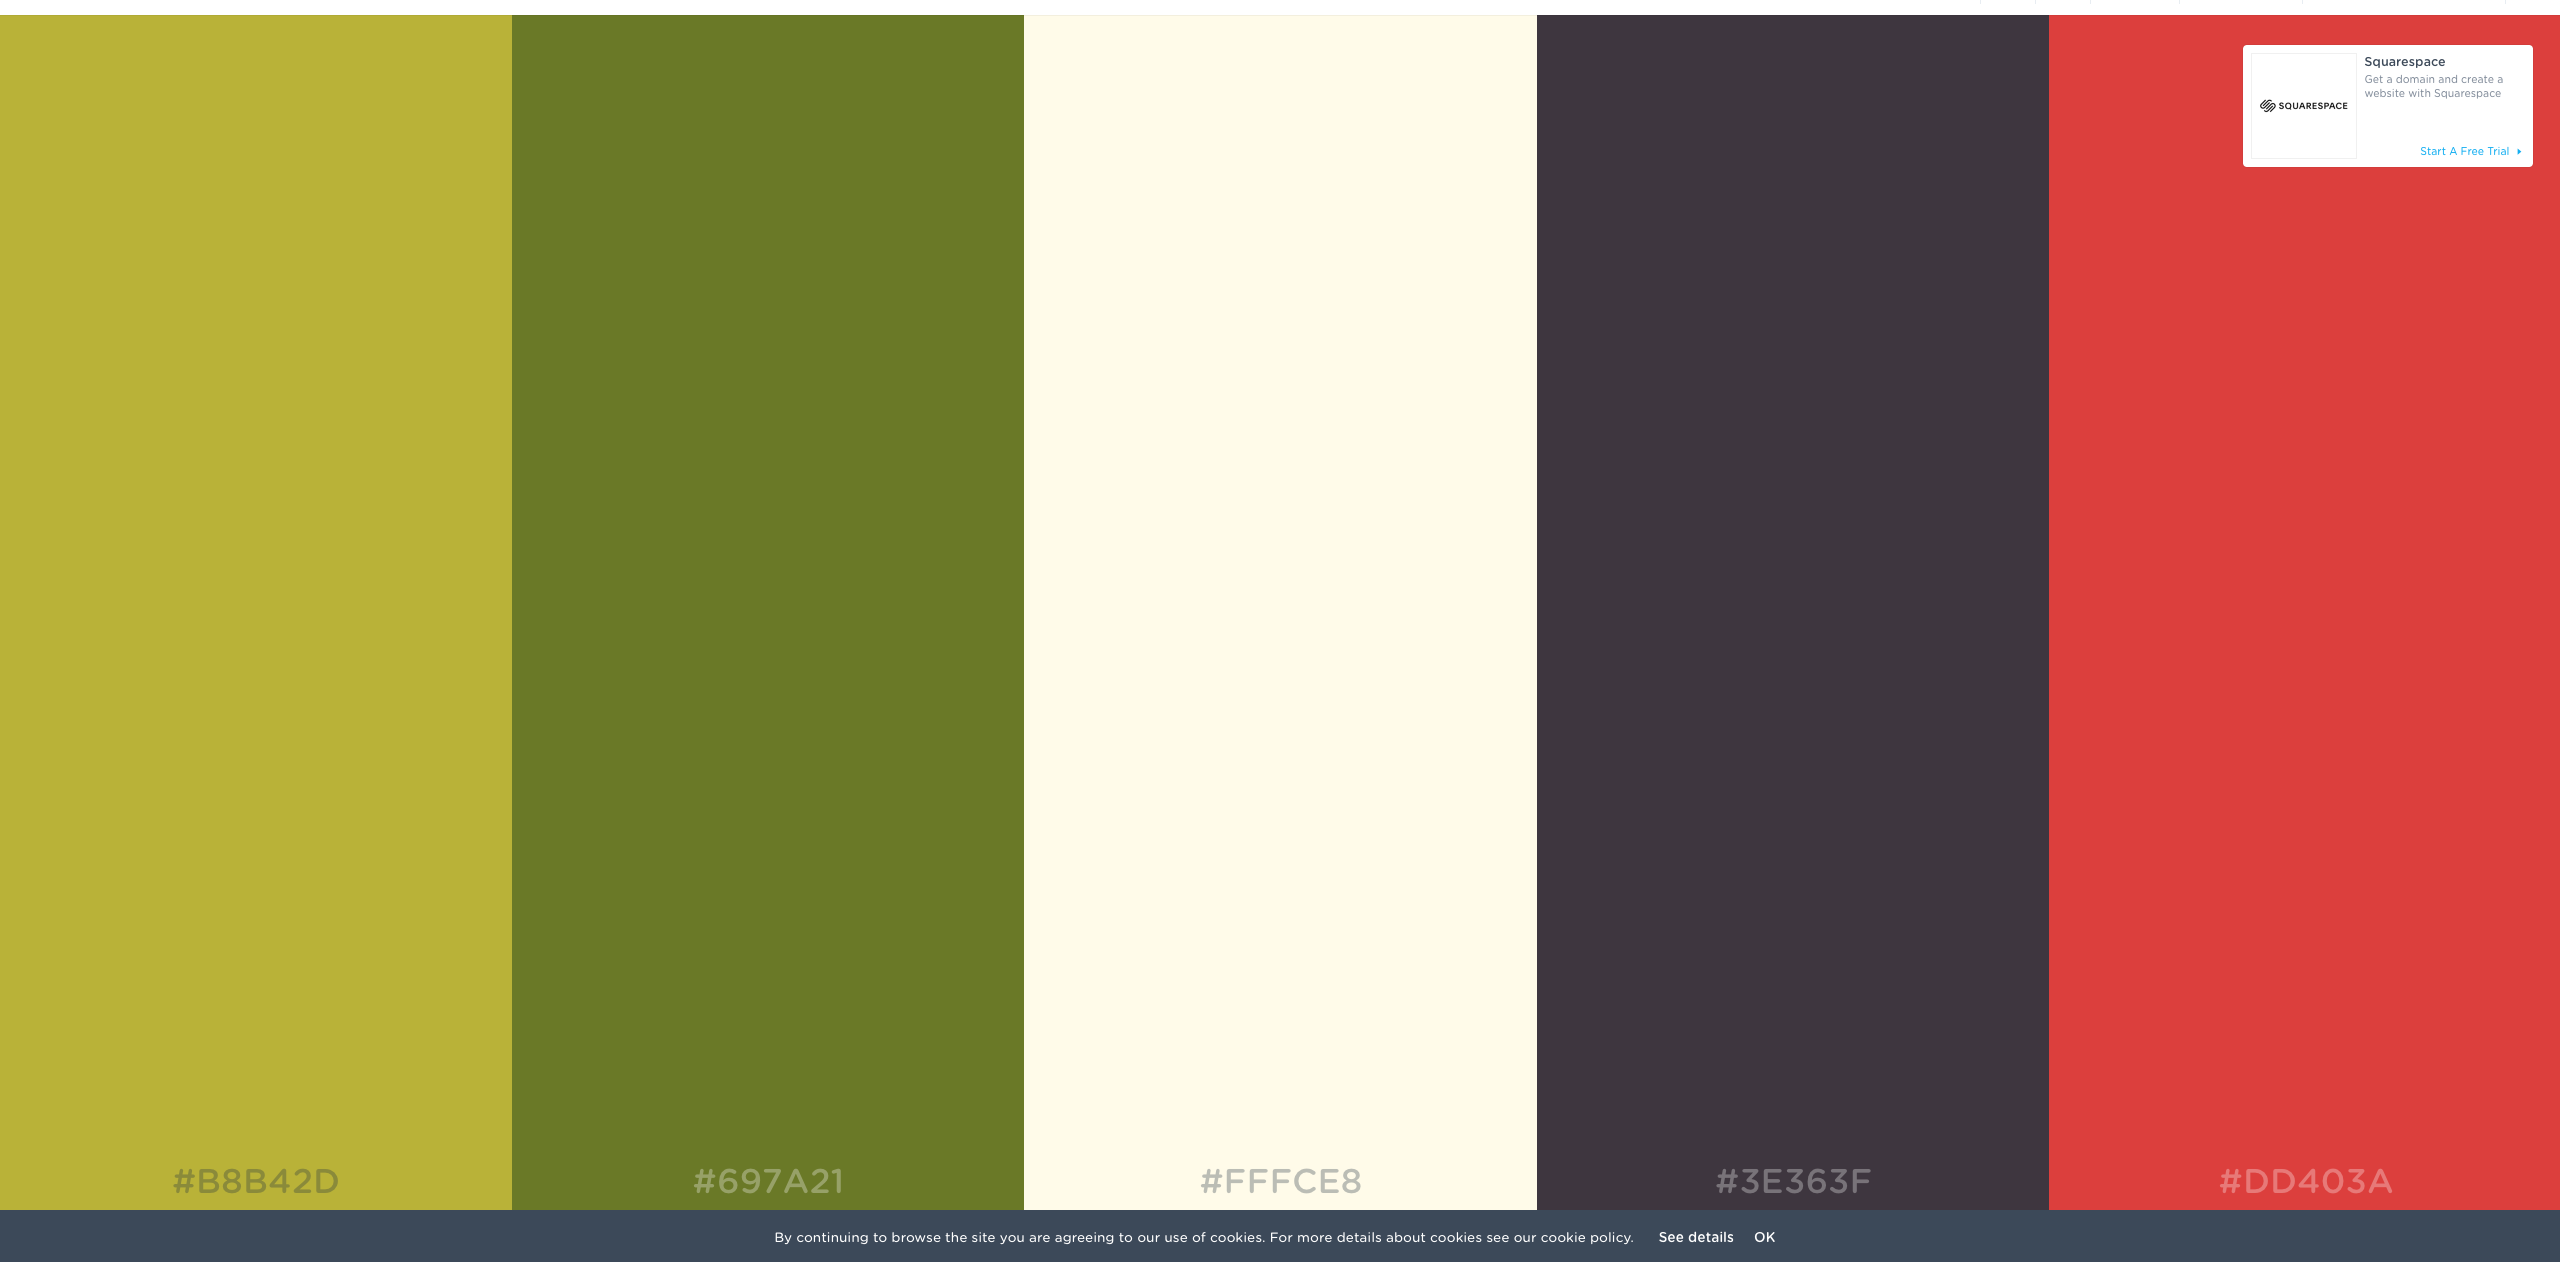 Squarespace
Get a domain and create a
website with Squarespace
SQUARESPACE
Start A Free Trial
#B8B42D
#697A21
#FFFCE8
#3E363F
#DD403A
By continuing to browse the site you are agreeing to our use of cookies. For more details about cookies see our cookie policy. See details OK